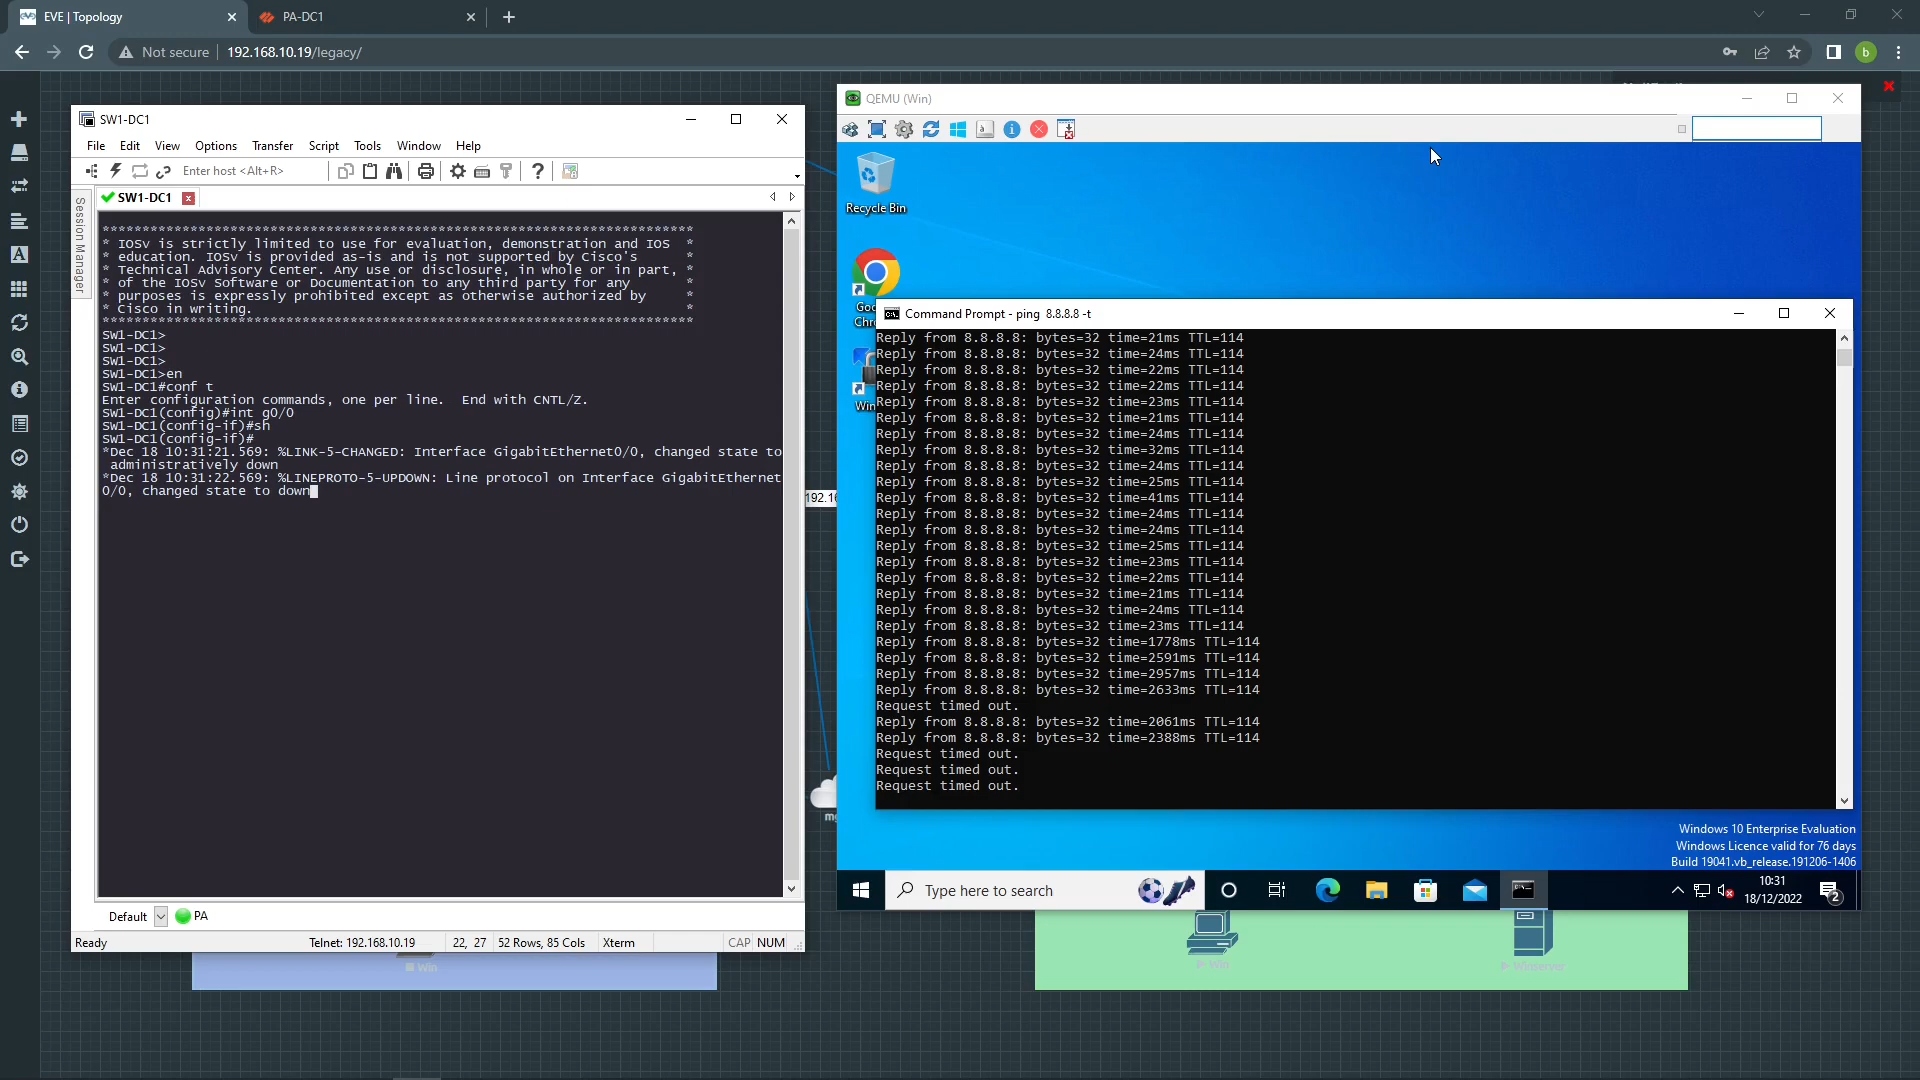 EVE | Topology
PA-DC1
Not secure
192.168.10.19/legacy/
b
SW1-DC1
File Edit View Options Transfer Script Tools Window Help
Enter host <Alt+R>
Session Manager
SW1-DC1
**************************************************************************
* IOSv is strictly limited to use for evaluation, demonstration and IOS *
* education. IOSv is provided as-is and is not supported by Cisco's *
* Technical Advisory Center. Any use or disclosure, in whole or in part, *
* of the IOSv Software or Documentation to any third party for any *
* purposes is expressly prohibited except as otherwise authorized by *
* Cisco in writing. *
**************************************************************************
SW1-DC1>
SW1-DC1>
SW1-DC1>
SW1-DC1>en
SW1-DC1#conf t
Enter configuration commands, one per line. End with CNTL/Z.
SW1-DC1(config)#int g0/0
SW1-DC1(config-if)#sh
SW1-DC1(config-if)#
*Dec 18 10:31:21.569: %LINK-5-CHANGED: Interface GigabitEthernet0/0, changed state to
administratively down
*Dec 18 10:31:22.569: %LINEPROTO-5-UPDOWN: Line protocol on Interface GigabitEthernet
0/0, changed state to down
Default PA
Ready Telnet: 192.168.10.19 22, 27 52 Rows, 85 Cols Xterm CAP NUM
Win
192.16
QEMU (Win)
Recycle Bin
Command Prompt - ping 8.8.8.8 -t
Reply from 8.8.8.8: bytes=32 time=21ms TTL=114
Reply from 8.8.8.8: bytes=32 time=24ms TTL=114
Reply from 8.8.8.8: bytes=32 time=22ms TTL=114
Reply from 8.8.8.8: bytes=32 time=22ms TTL=114
Reply from 8.8.8.8: bytes=32 time=23ms TTL=114
Reply from 8.8.8.8: bytes=32 time=21ms TTL=114
Reply from 8.8.8.8: bytes=32 time=24ms TTL=114
Reply from 8.8.8.8: bytes=32 time=32ms TTL=114
Reply from 8.8.8.8: bytes=32 time=24ms TTL=114
Reply from 8.8.8.8: bytes=32 time=25ms TTL=114
Reply from 8.8.8.8: bytes=32 time=41ms TTL=114
Reply from 8.8.8.8: bytes=32 time=24ms TTL=114
Reply from 8.8.8.8: bytes=32 time=24ms TTL=114
Reply from 8.8.8.8: bytes=32 time=25ms TTL=114
Reply from 8.8.8.8: bytes=32 time=23ms TTL=114
Reply from 8.8.8.8: bytes=32 time=22ms TTL=114
Reply from 8.8.8.8: bytes=32 time=21ms TTL=114
Reply from 8.8.8.8: bytes=32 time=24ms TTL=114
Reply from 8.8.8.8: bytes=32 time=23ms TTL=114
Reply from 8.8.8.8: bytes=32 time=1778ms TTL=114
Reply from 8.8.8.8: bytes=32 time=2591ms TTL=114
Reply from 8.8.8.8: bytes=32 time=2957ms TTL=114
Reply from 8.8.8.8: bytes=32 time=2633ms TTL=114
Request timed out.
Reply from 8.8.8.8: bytes=32 time=2061ms TTL=114
Reply from 8.8.8.8: bytes=32 time=2388ms TTL=114
Request timed out.
Request timed out.
Request timed out.
Windows 10 Enterprise Evaluation
Windows Licence valid for 76 days
Build 19041.vb_release.191206-1406
Type here to search
10:31
18/12/2022
2
Win
Winserver